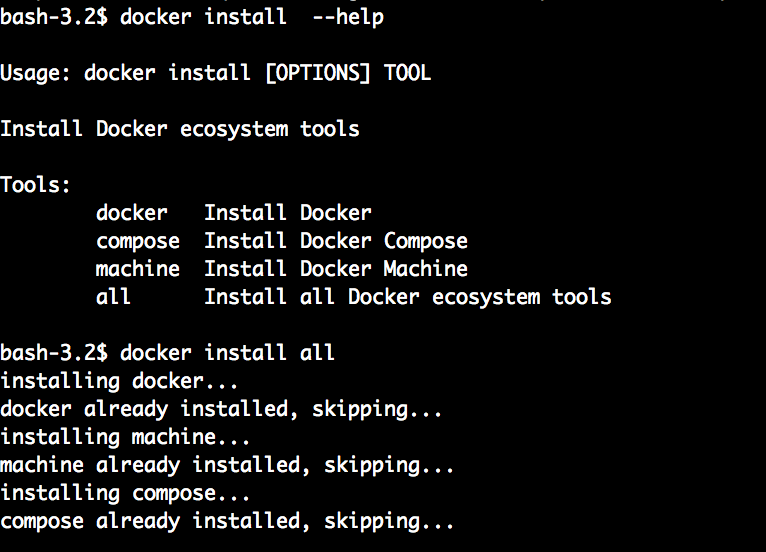 bash-3.2$ docker install  --help
Usage: docker install [OPTIONS] TOOL
Install Docker ecosystem tools
Tools:
docker   Install Docker
compose  Install Docker Compose
machine  Install Docker Machine
all      Install all Docker ecosystem tools
bash-3.2$ docker install all
installing docker...
docker already installed, skipping...
installing machine...
machine already installed, skipping...
installing compose...
compose already installed, skipping...